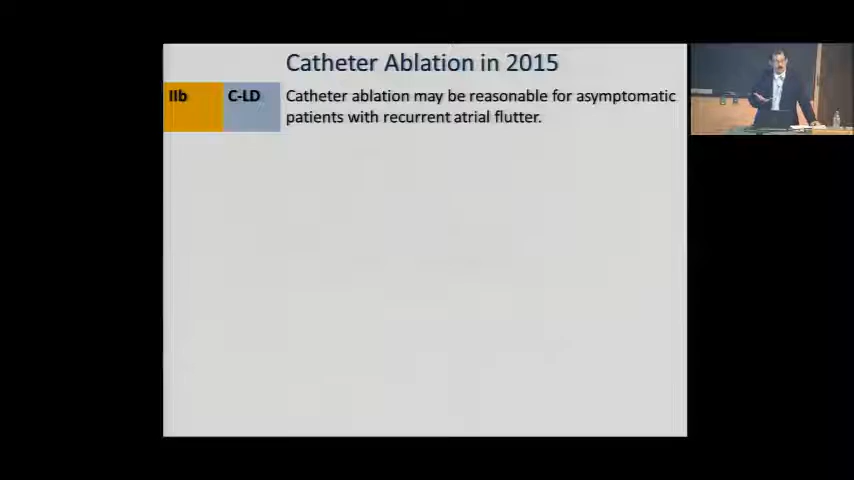 Catheter Ablation in 2015
IIb C-LD Catheter ablation may be reasonable for asymptomatic
patients with recurrent atrial flutter.